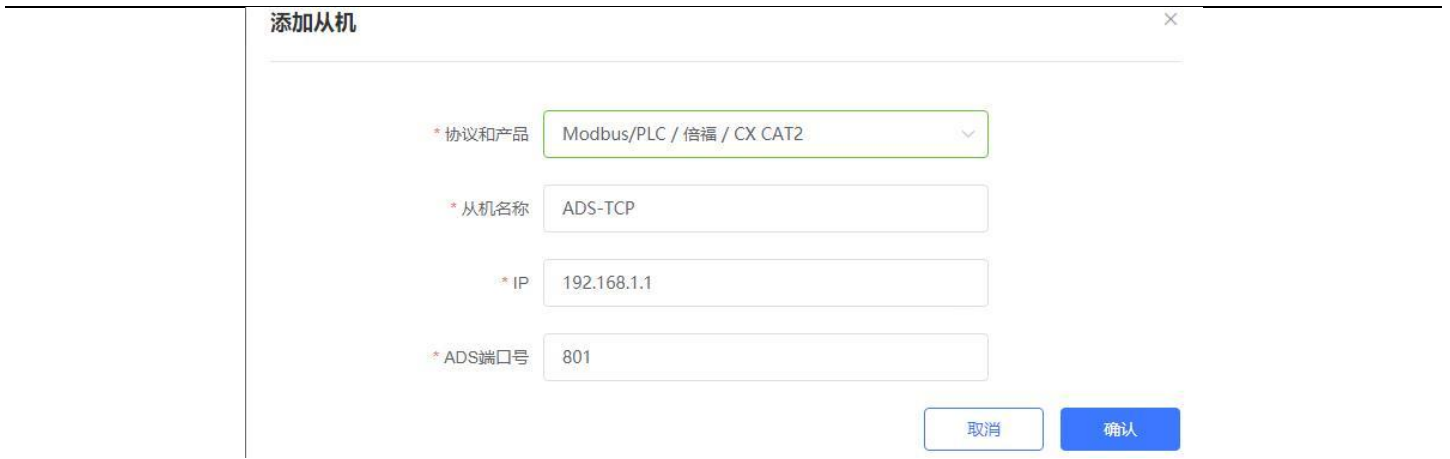 添加从机
* 协议和产品 Modbus/PLC / 倍福 / CX CAT2
* 从机名称 ADS-TCP
* IP 192.168.1.1
* ADS端口号 801
取消 确认